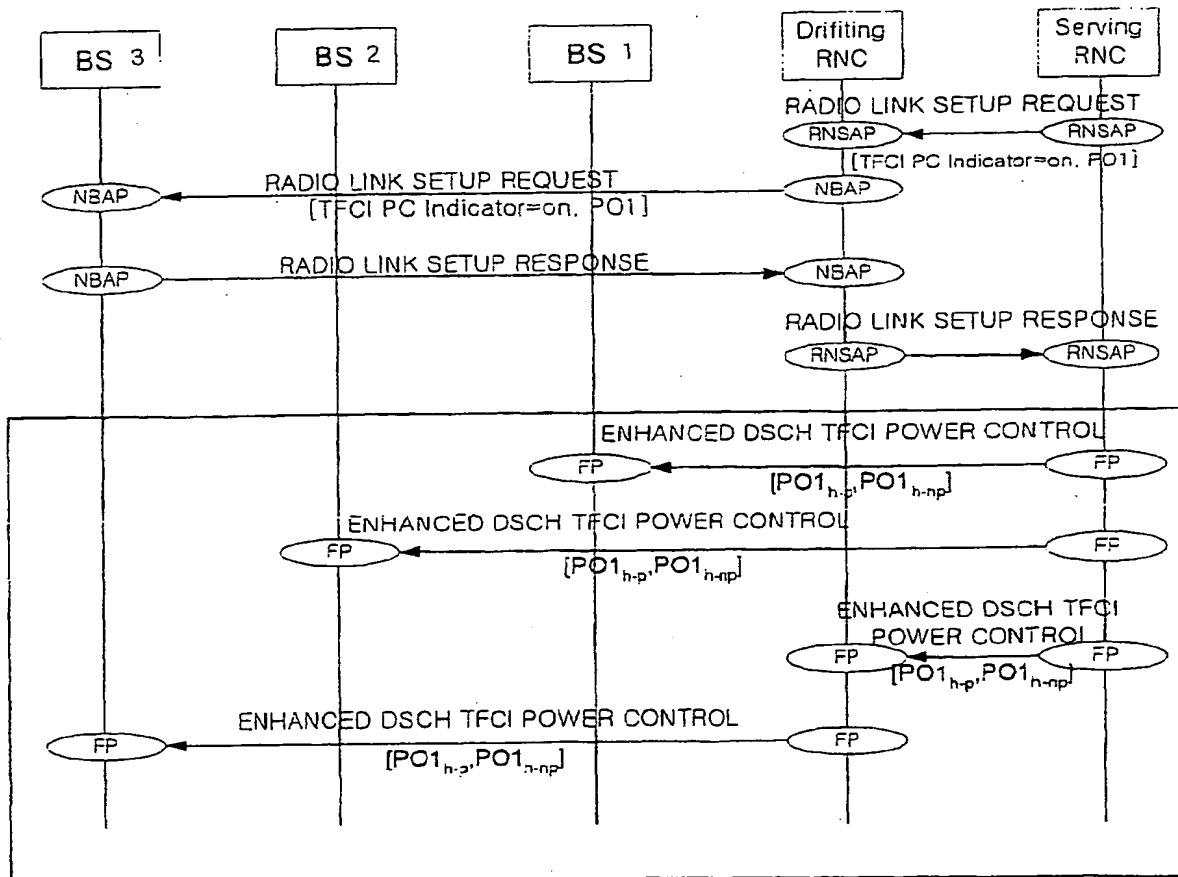 BS 3
BS 2
BS 1
Drifiting
RNC
Serving
RNC
RADIO LINK SETUP REQUEST
RNSAP
RNSAP
[TFCI PC Indicator=on, PO1]
RADIO LINK SETUP REQUEST
NBAP
NBAP
[TFCI PC Indicator=on, PO1]
RADIO LINK SETUP RESPONSE
NBAP
NBAP
RADIO LINK SETUP RESPONSE
RNSAP
RNSAP
ENHANCED DSCH TFCI POWER CONTROL
FP
FP
[PO1h-p,PO1h-np]
ENHANCED DSCH TFCI POWER CONTROL
FP
FP
[PO1h-p,PO1h-np]
ENHANCED DSCH TFCI
POWER CONTROL
FP
FP
[PO1h-p,PO1h-np]
ENHANCED DSCH TFCI POWER CONTROL
FP
FP
[PO1h-p,PO1h-np]